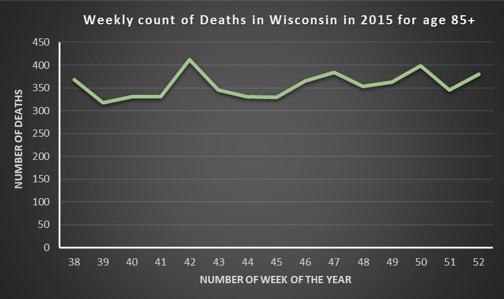 Weekly count of Deaths in Wisconsin in 2015 for age 85+
450
400
350
300
250
200
150
100
50
0
NUMBER OF DEATHS
38 39 40 41 42 43 44 45 46 47 48 49 50 51 52
NUMBER OF WEEK OF THE YEAR